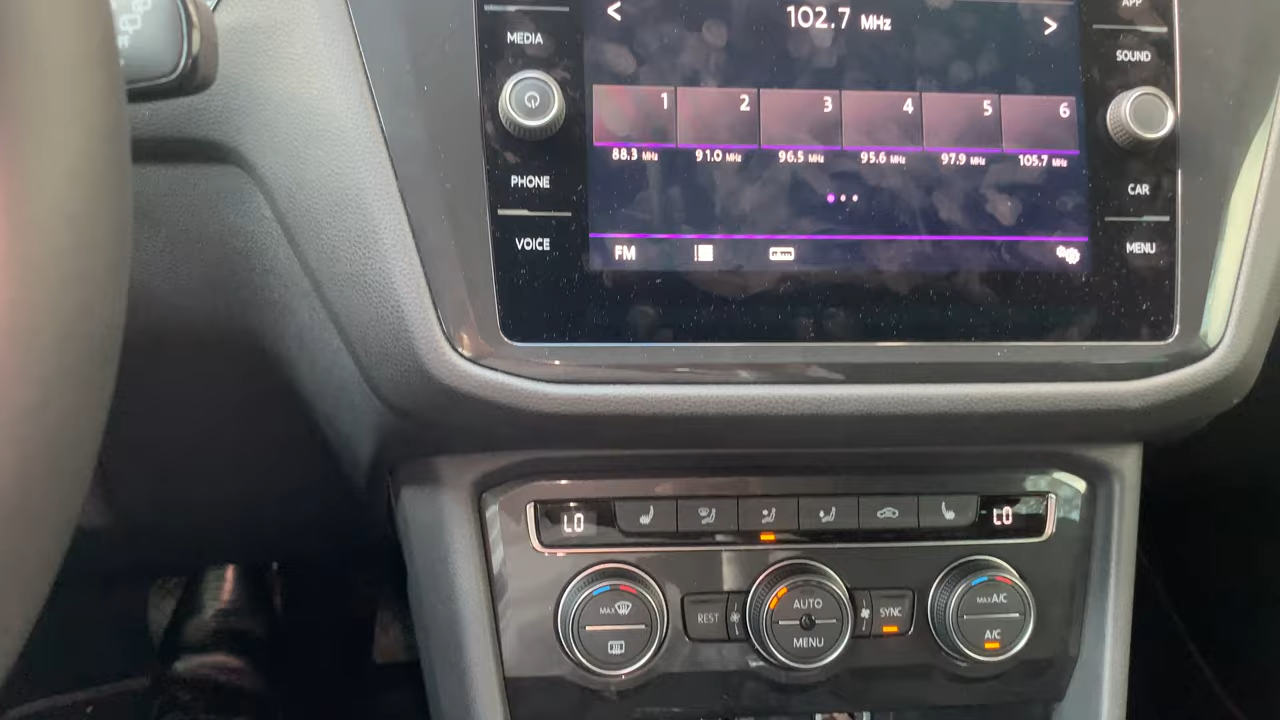 APP
< 102.7 MHz >
MEDIA
SOUND
1 2 3 4 5 6
88.3 MHz 91.0 MHz 96.5 MHz 95.6 MHz 97.9 MHz 105.7 MHz
PHONE
CAR
VOICE
MENU
FM
LO
LO
MAX
REST
AUTO
MENU
SYNC
MAX A/C
A/C